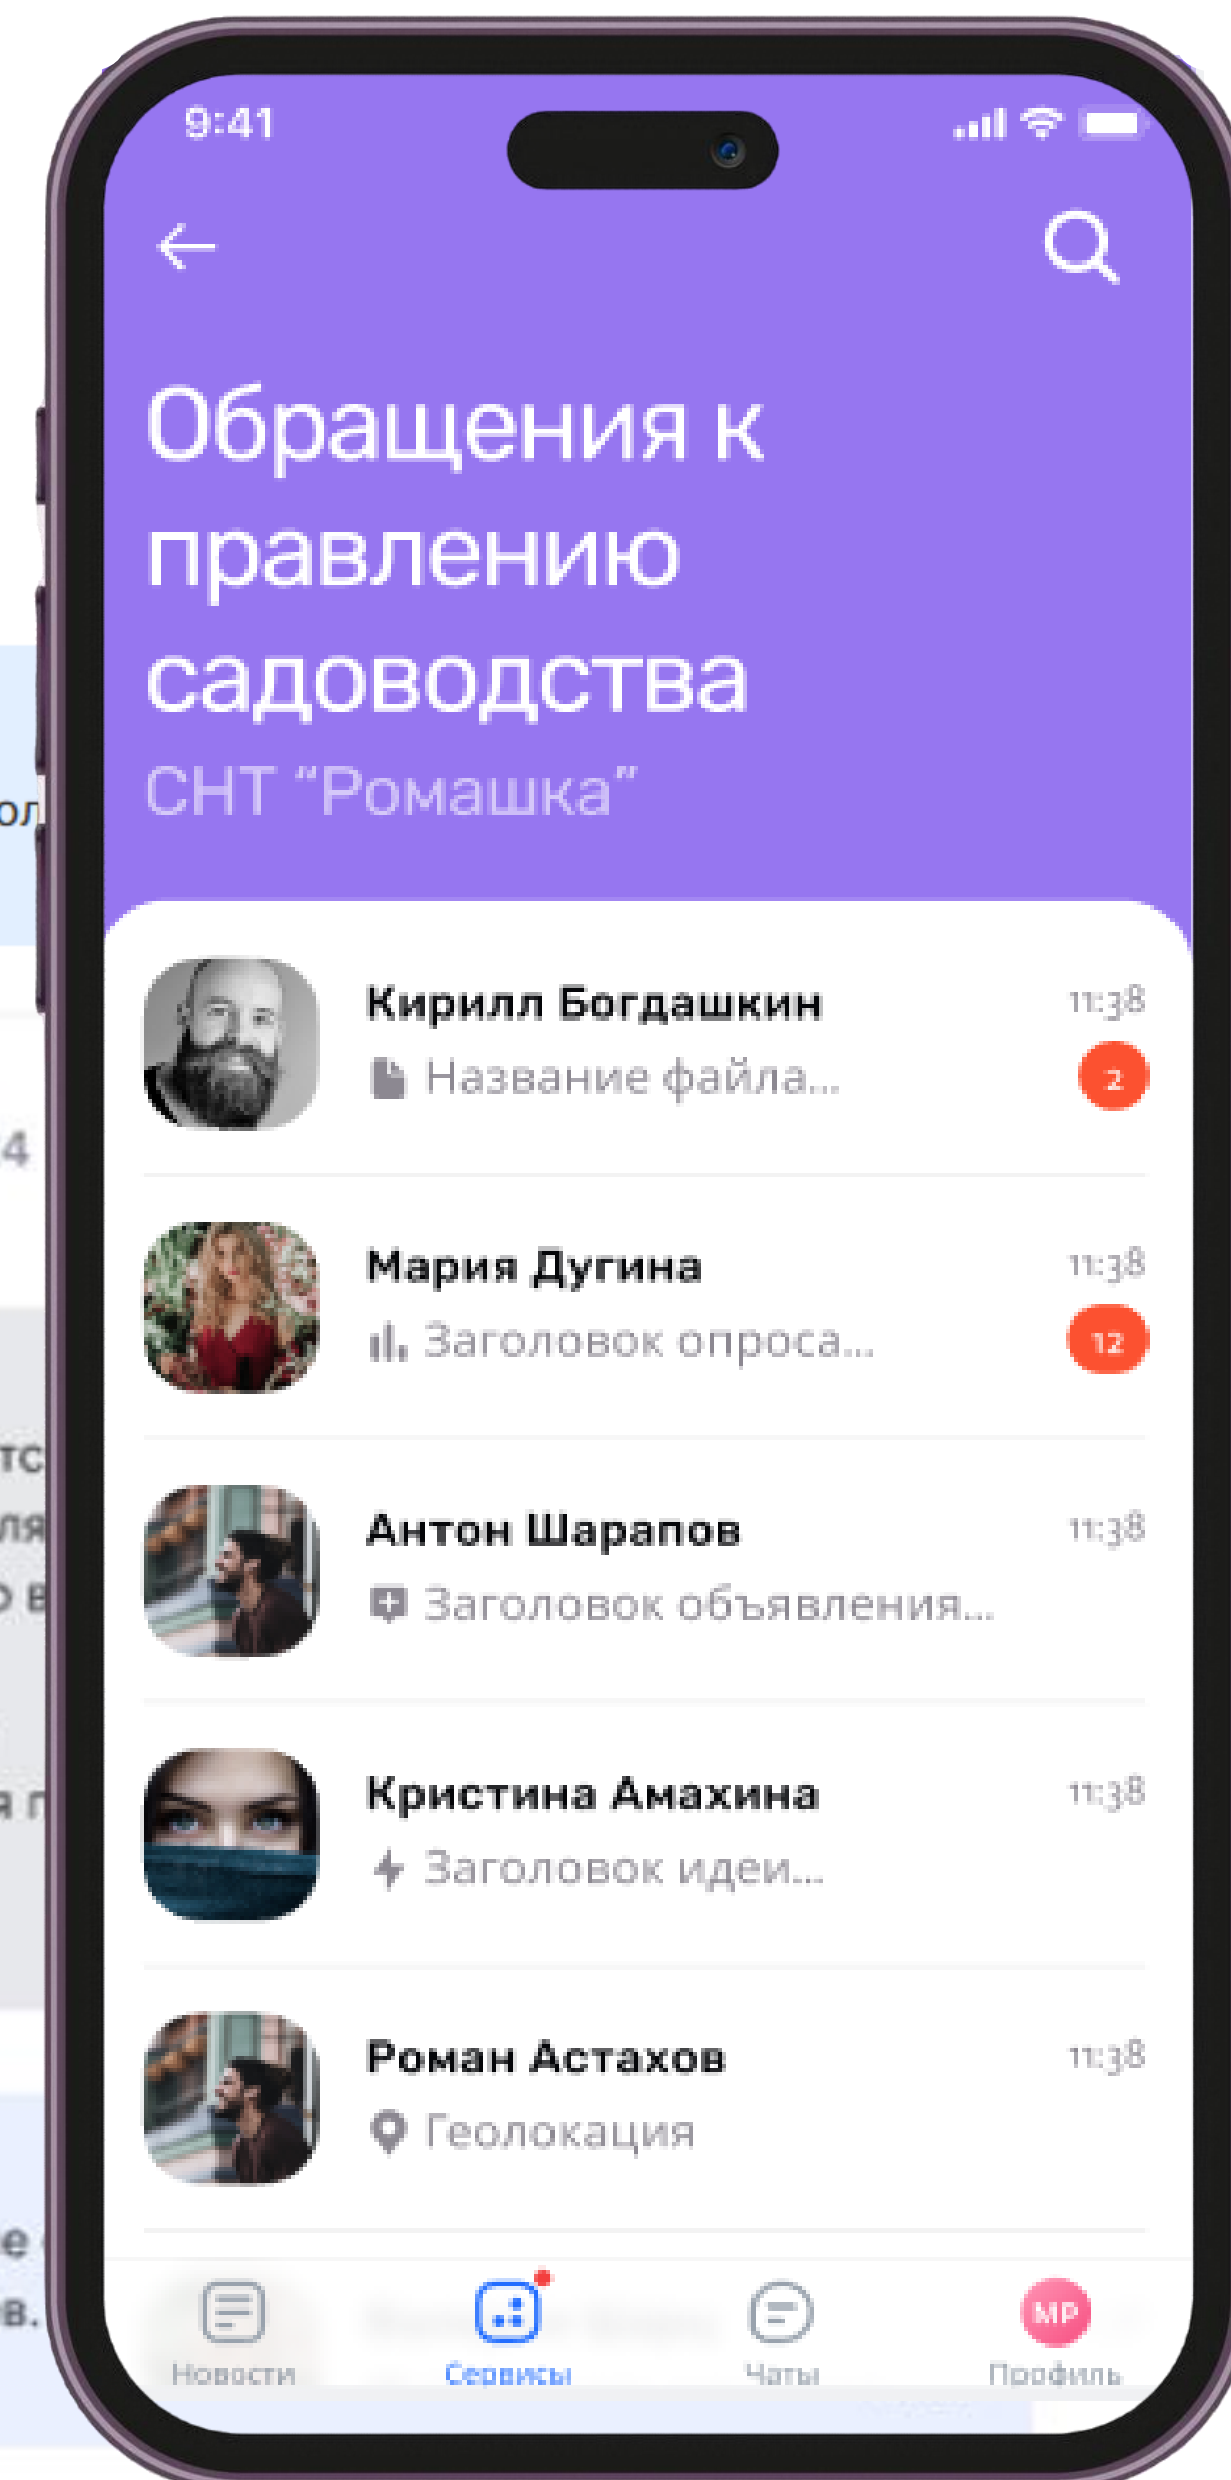 9:41
Обращения к
правлению
садоводства
СНТ “Ромашка”
Кирилл Богдашкин 11:38
Название файла... 2
Мария Дугина 11:38
Заголовок опроса... 12
Антон Шарапов 11:38
Заголовок объявления...
Кристина Амахина 11:38
Заголовок идеи...
Роман Астахов 11:38
Геолокация
MP
Новости Сервисы Чаты Профиль